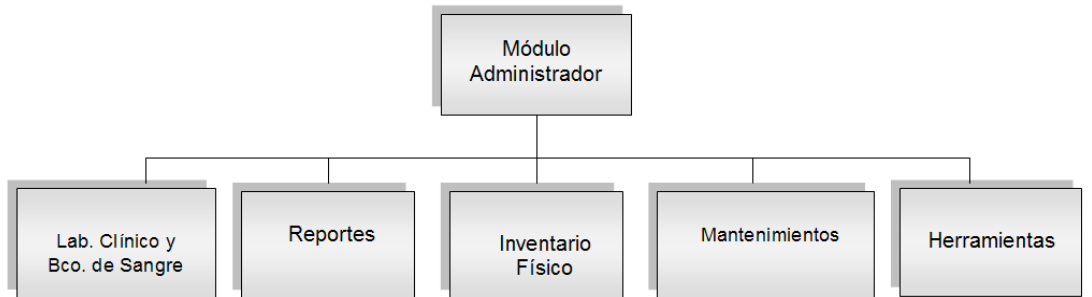 Módulo
Administrador
Lab. Clínico y
Bco. de Sangre
Reportes
Inventario
Físico
Mantenimientos
Herramientas